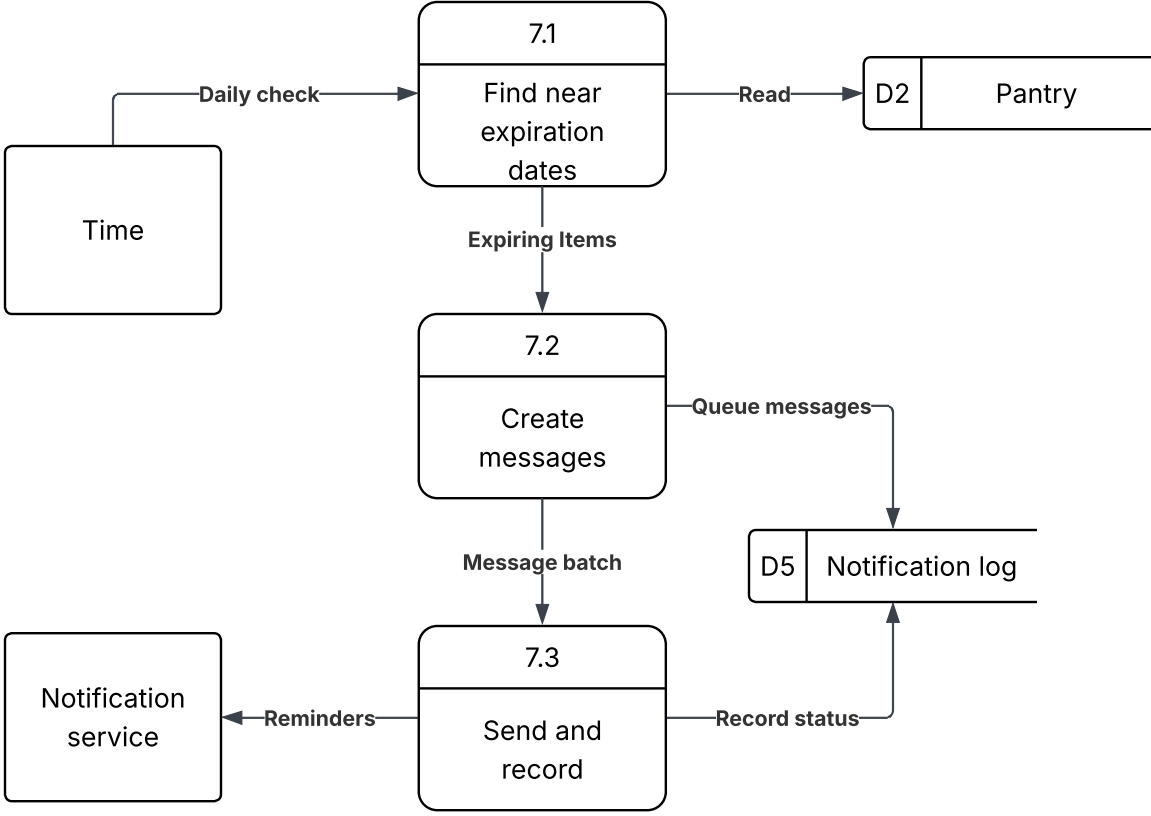 7.1
Daily check
Find near
expiration
dates
Read
D2
Pantry
Time
Expiring Items
7.2
Create
messages
Queue messages
Message batch
D5
Notification log
7.3
Notification
service
Reminders
Send and
record
Record status